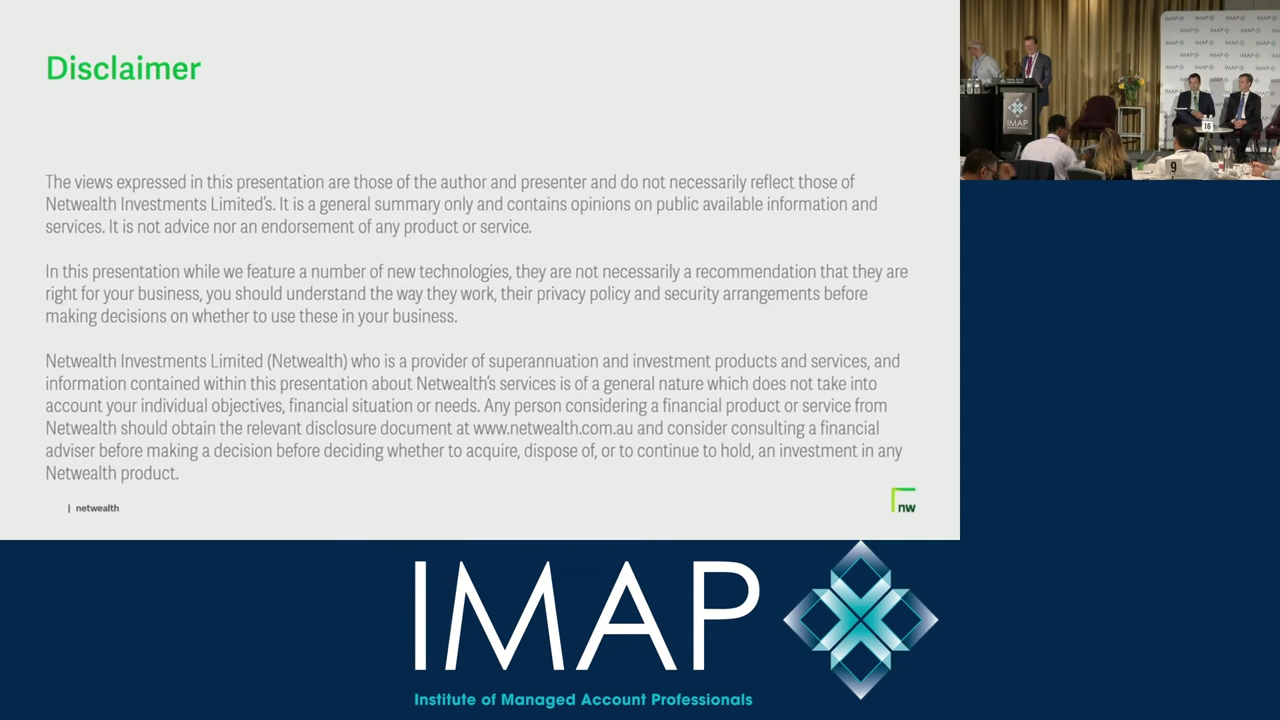 Disclaimer
The views expressed in this presentation are those of the author and presenter and do not necessarily reflect those of
Netwealth Investments Limited's. It is a general summary only and contains opinions on public available information and
services. It is not advice nor an endorsement of any product or service.
In this presentation while we feature a number of new technologies, they are not necessarily a recommendation that they are
right for your business, you should understand the way they work, their privacy policy and security arrangements before
making decisions on whether to use these in your business.
Netwealth Investments Limited (Netwealth) who is a provider of superannuation and investment products and services, and
information contained within this presentation about Netwealth's services is of a general nature which does not take into
account your individual objectives, financial situation or needs. Any person considering a financial product or service from
Netwealth should obtain the relevant disclosure document at www.netwealth.com.au and consider consulting a financial
adviser before making a decision before deciding whether to acquire, dispose of, or to continue to hold, an investment in any
Netwealth product.
| netwealth
nw
IMAP
16
9
IMAP
Institute of Managed Account Professionals